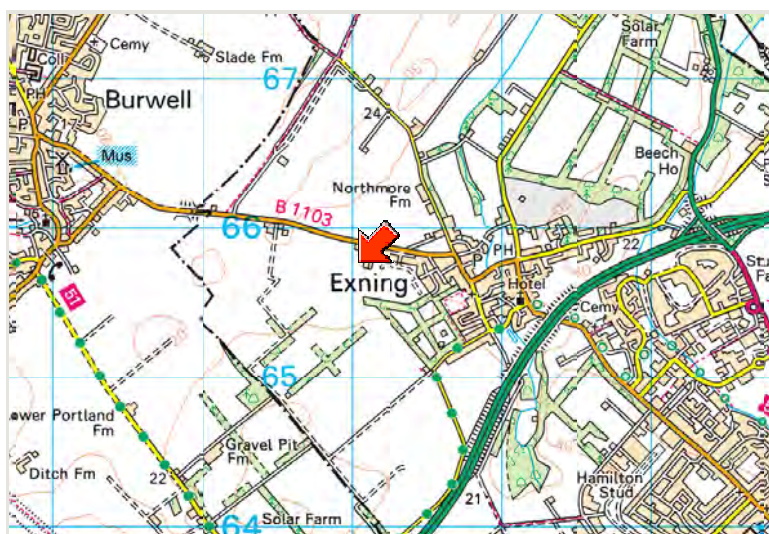 Cemy
Slade Fm
Solar
Farm
Coll
67
PH
Burwell
24
P
Mus
Beech
Ho
Northmore
Fm
B 1103
66
PH
22
P
Exning
Hotel
Cemy
51
65
ower Portland
Fm
Gravel Pit
Fm
Ditch Fm
22
Hamilton
Stud
21
64
Solar Farm